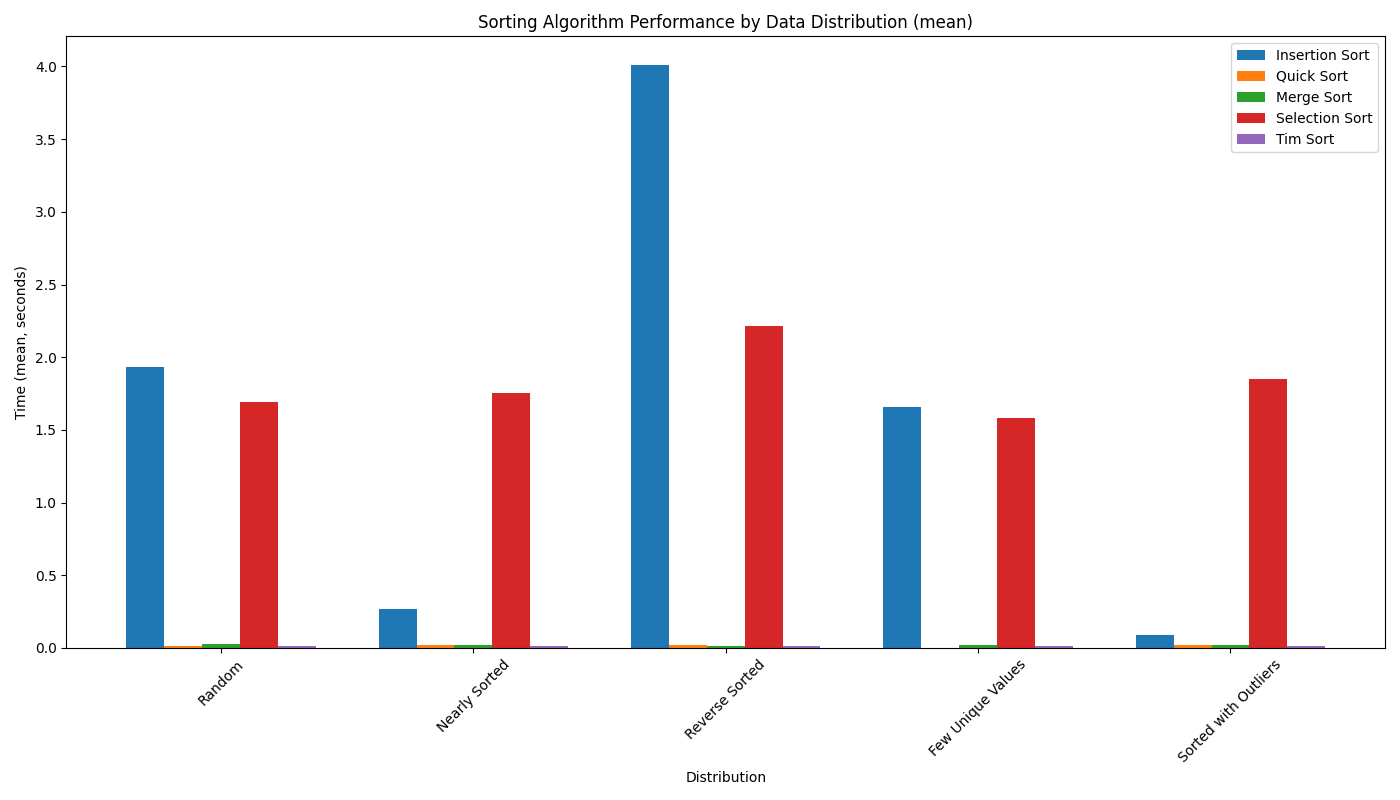 Sorting Algorithm Performance by Data Distribution (mean)
Insertion Sort
Quick Sort
Merge Sort
Selection Sort
Tim Sort
Time (mean, seconds)
4.0
3.5
3.0
2.5
2.0
1.5
1.0
0.5
0.0
Random
Nearly Sorted
Reverse Sorted
Few Unique Values
Sorted with Outliers
Distribution